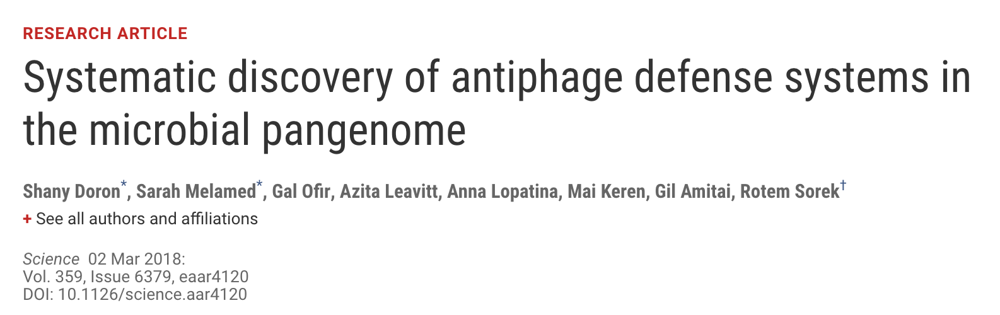 RESEARCH ARTICLE
Systematic discovery of antiphage defense systems in
the microbial pangenome
Shany Doron*, Sarah Melamed*, Gal Ofir, Azita Leavitt, Anna Lopatina, Mai Keren, Gil Amitai, Rotem Sorek†
+ See all authors and affiliations
Science 02 Mar 2018:
Vol. 359, Issue 6379, eaar4120
DOI: 10.1126/science.aar4120